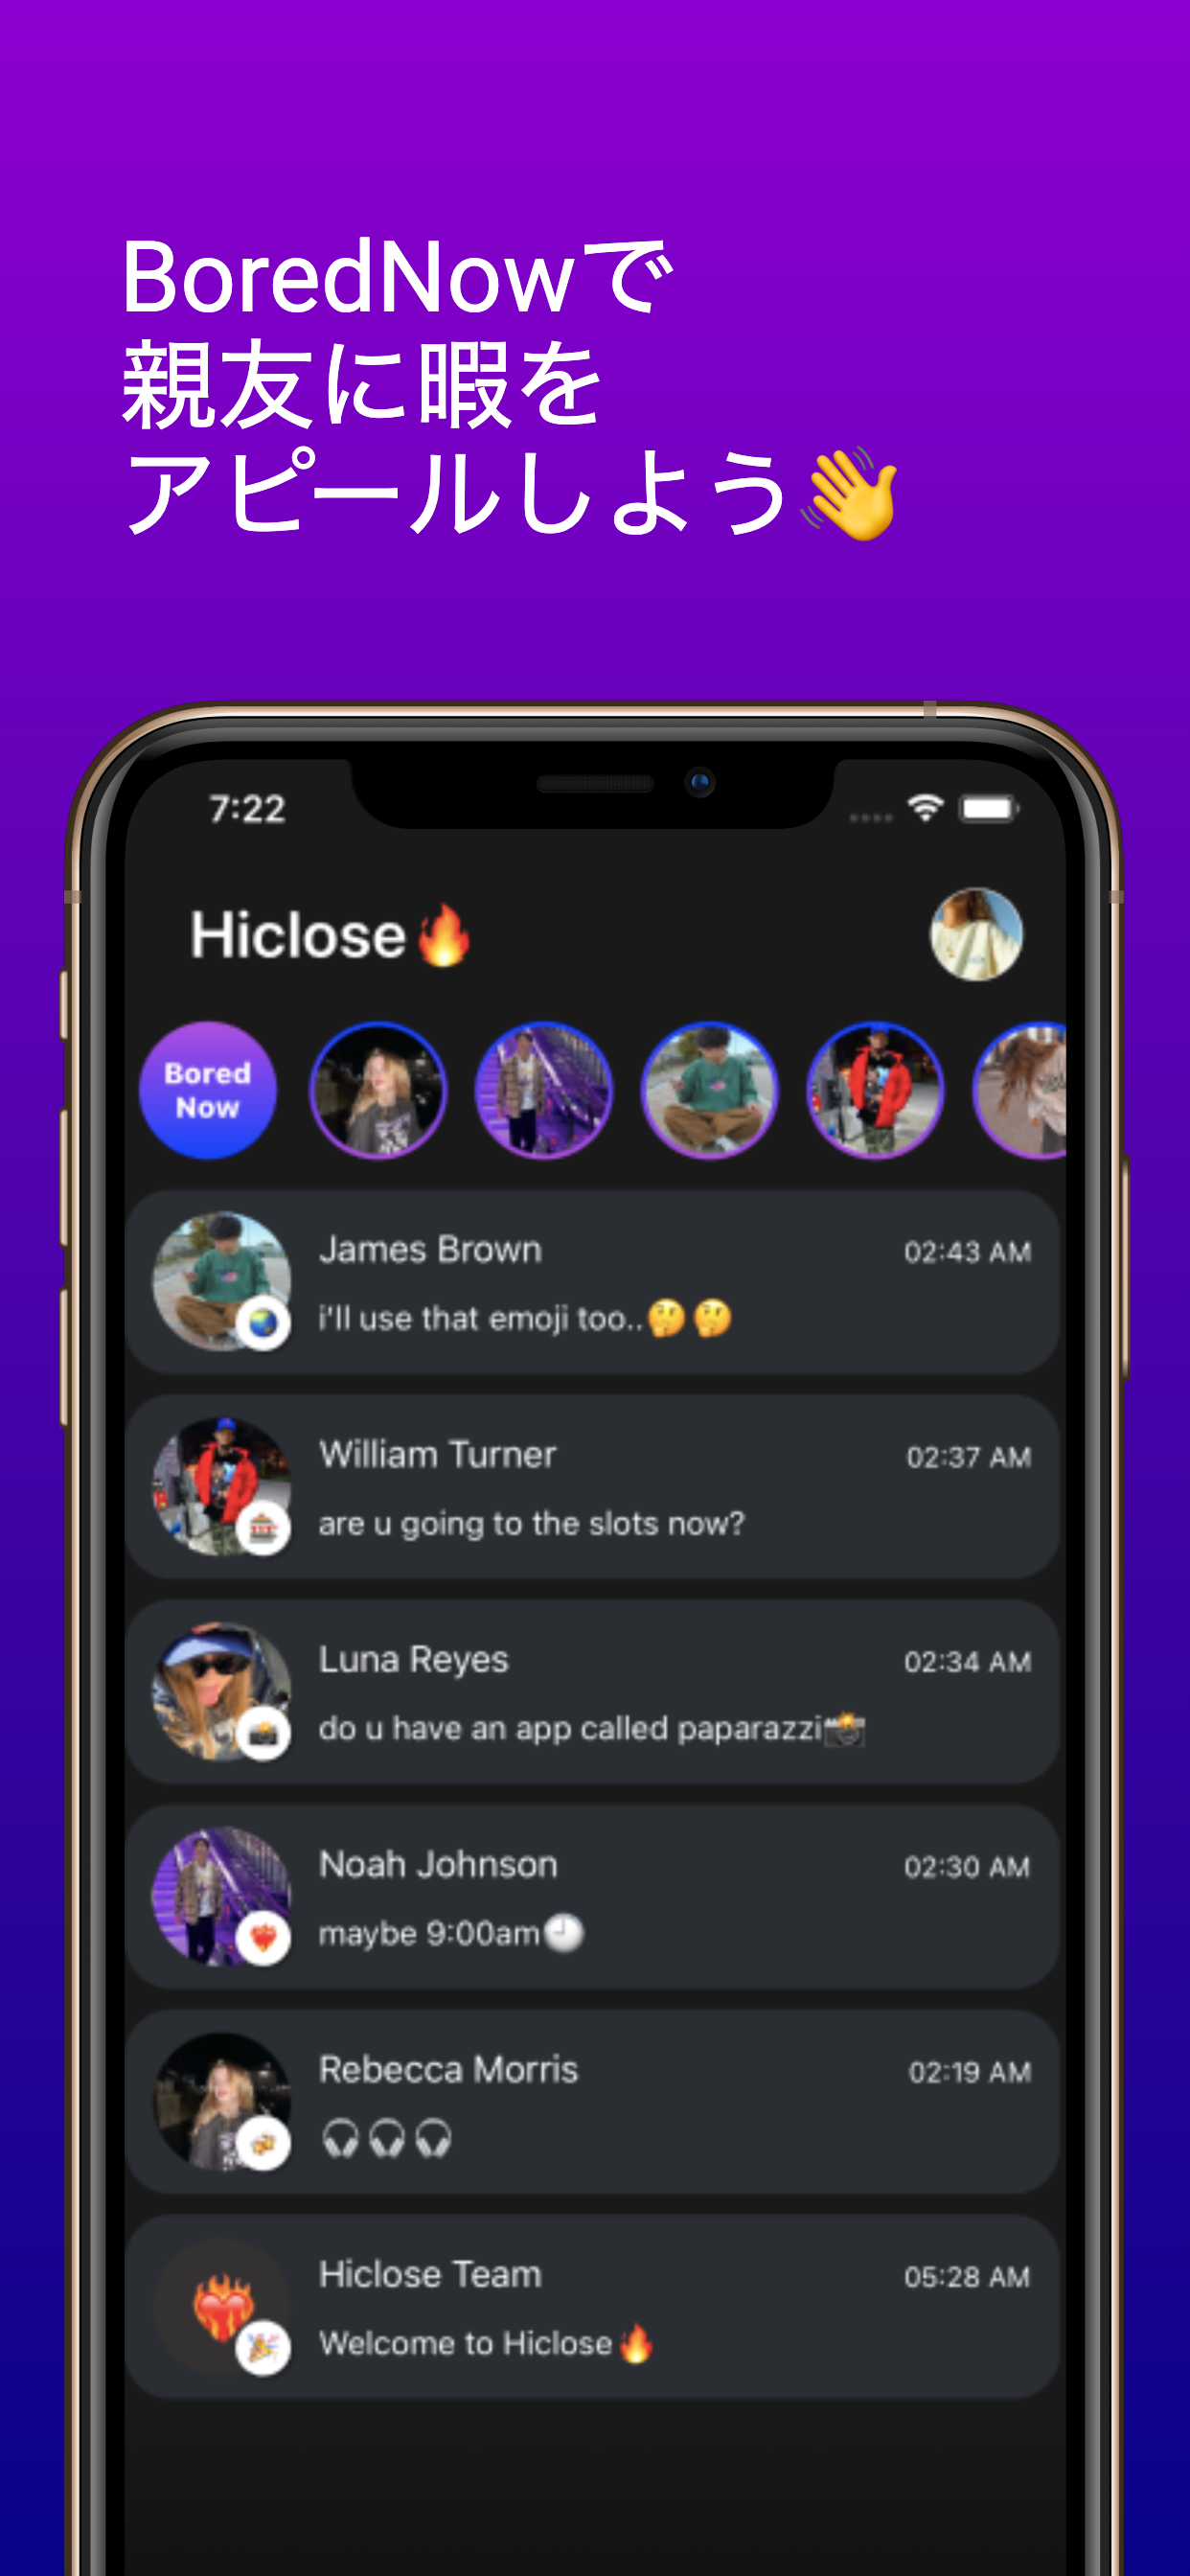 BoredNowで
親友に暇を
アピールしよう👋
7:22
Hiclose🔥
Bored
Now
James Brown
02:43 AM
i'll use that emoji too..🤔🤔
William Turner
02:37 AM
are u going to the slots now?
Luna Reyes
02:34 AM
do u have an app called paparazzi📸
Noah Johnson
02:30 AM
maybe 9:00am🕘
Rebecca Morris
02:19 AM
🎧🎧🎧
Hiclose Team
05:28 AM
Welcome to Hiclose🔥